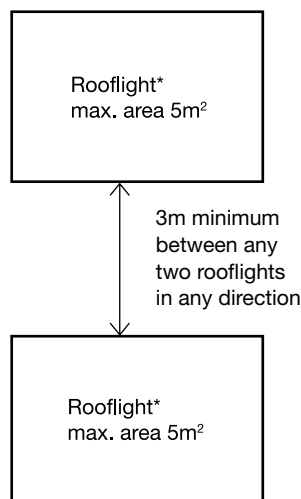 Rooflight*
max. area 5m²
3m minimum
between any
two rooflights
in any direction
Rooflight*
max. area 5m²